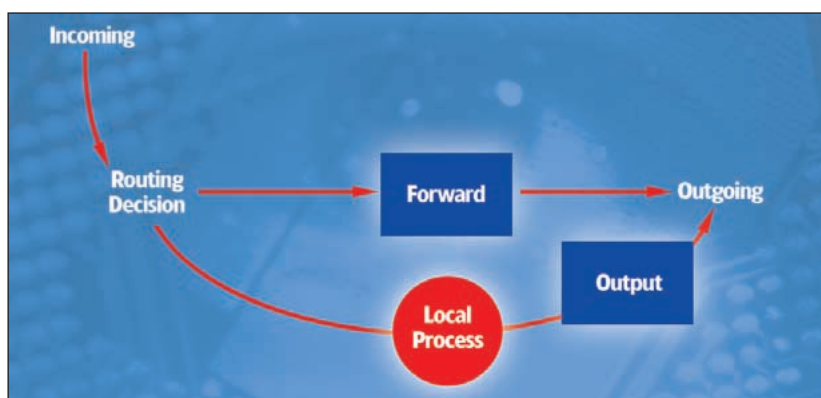 Incoming
Routing
Decision
Forward
Outgoing
Output
Local
Process